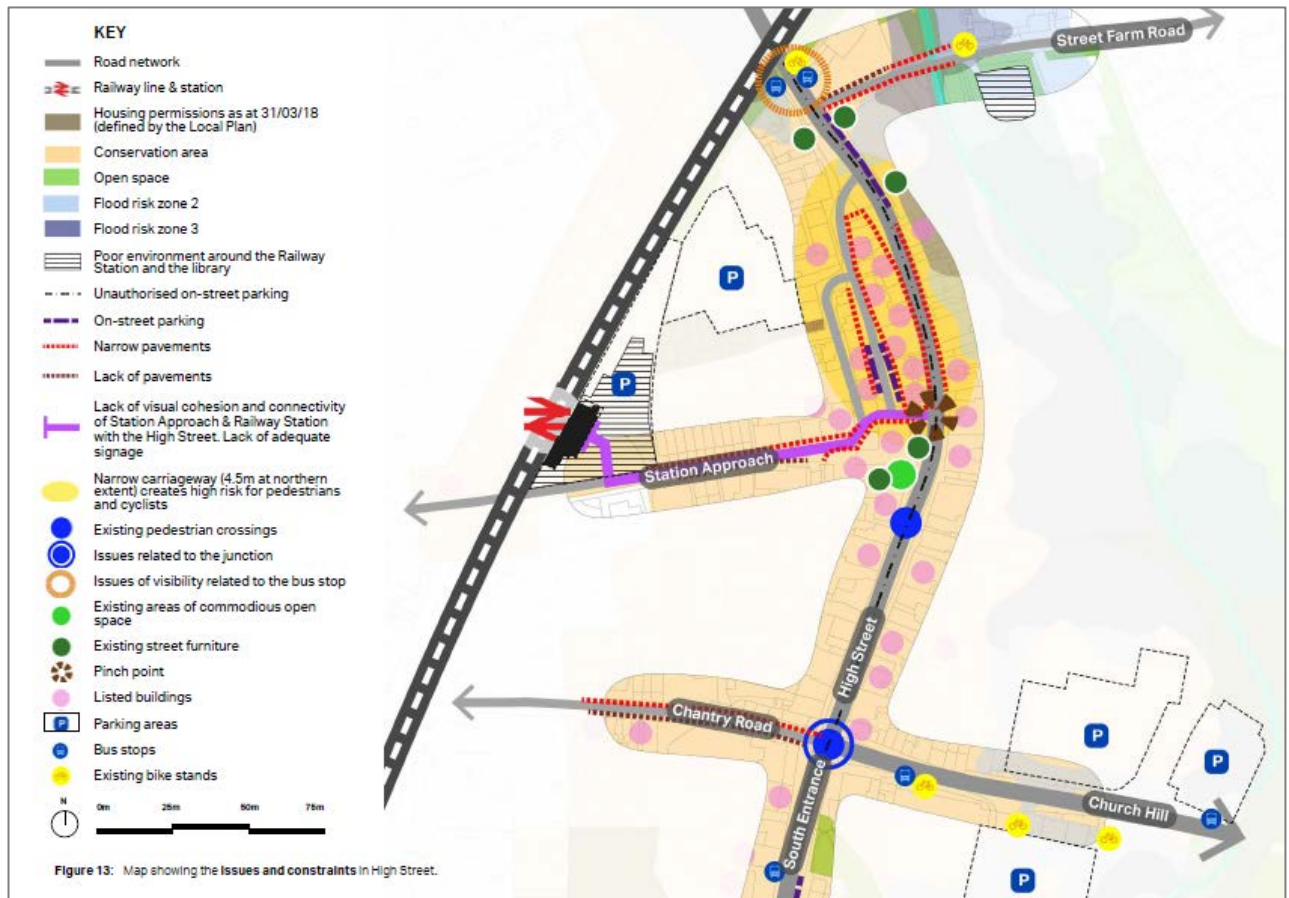 KEY
Road network
Railway line & station
Housing permissions as at 31/03/18
(defined by the Local Plan)
Conservation area
Open space
Flood risk zone 2
Flood risk zone 3
Poor environment around the Railway
Station and the library
Unauthorised on-street parking
On-street parking
Narrow pavements
Lack of pavements
Lack of visual cohesion and connectivity
of Station Approach & Railway Station
with the High Street. Lack of adequate
signage
Narrow carriageway (4.5m at northern
extent) creates high risk for pedestrians
and cyclists
Existing pedestrian crossings
Issues related to the junction
Issues of visibility related to the bus stop
Existing areas of commodious open
space
Existing street furniture
Pinch point
Listed buildings
P Parking areas
Bus stops
Existing bike stands
N
0m 25m 50m 75m
Figure 13: Map showing the issues and constraints in High Street.
Street Farm Road
P
P
Station Approach
High Street
Chantry Road
South Entrance
Church Hill
P
P
P